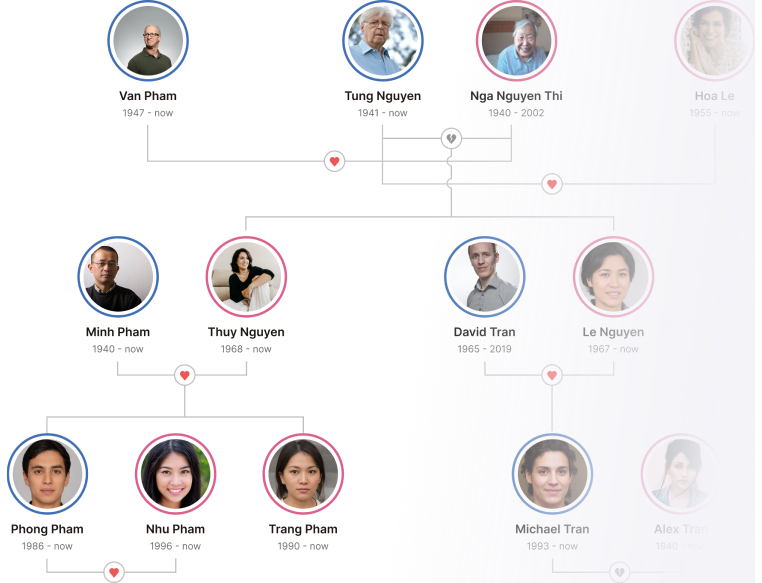 Van Pham
1947 - now
Tung Nguyen
1941 - now
Nga Nguyen Thi
1940 - 2002
Hoa Le
1955 - now
Minh Pham
1940 - now
Thuy Nguyen
1968 - now
David Tran
1965 - 2019
Le Nguyen
1967 - now
Phong Pham
1986 - now
Nhu Pham
1996 - now
Trang Pham
1990 - now
Michael Tran
1993 - now
Alex Tran
1940 - now